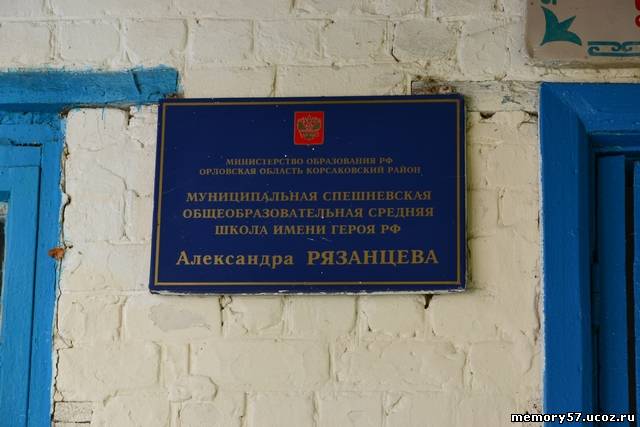 МИНИСТЕРСТВО ОБРАЗОВАНИЯ РФ
ОРЛОВСКАЯ ОБЛАСТЬ КОРСАКОВСКИЙ РАЙОН
МУНИЦИПАЛЬНАЯ СПЕШНЕВСКАЯ
ОБЩЕОБРАЗОВАТЕЛЬНАЯ СРЕДНЯЯ
ШКОЛА ИМЕНИ ГЕРОЯ РФ
Александра РЯЗАНЦЕВА
memory57.ucoz.ru